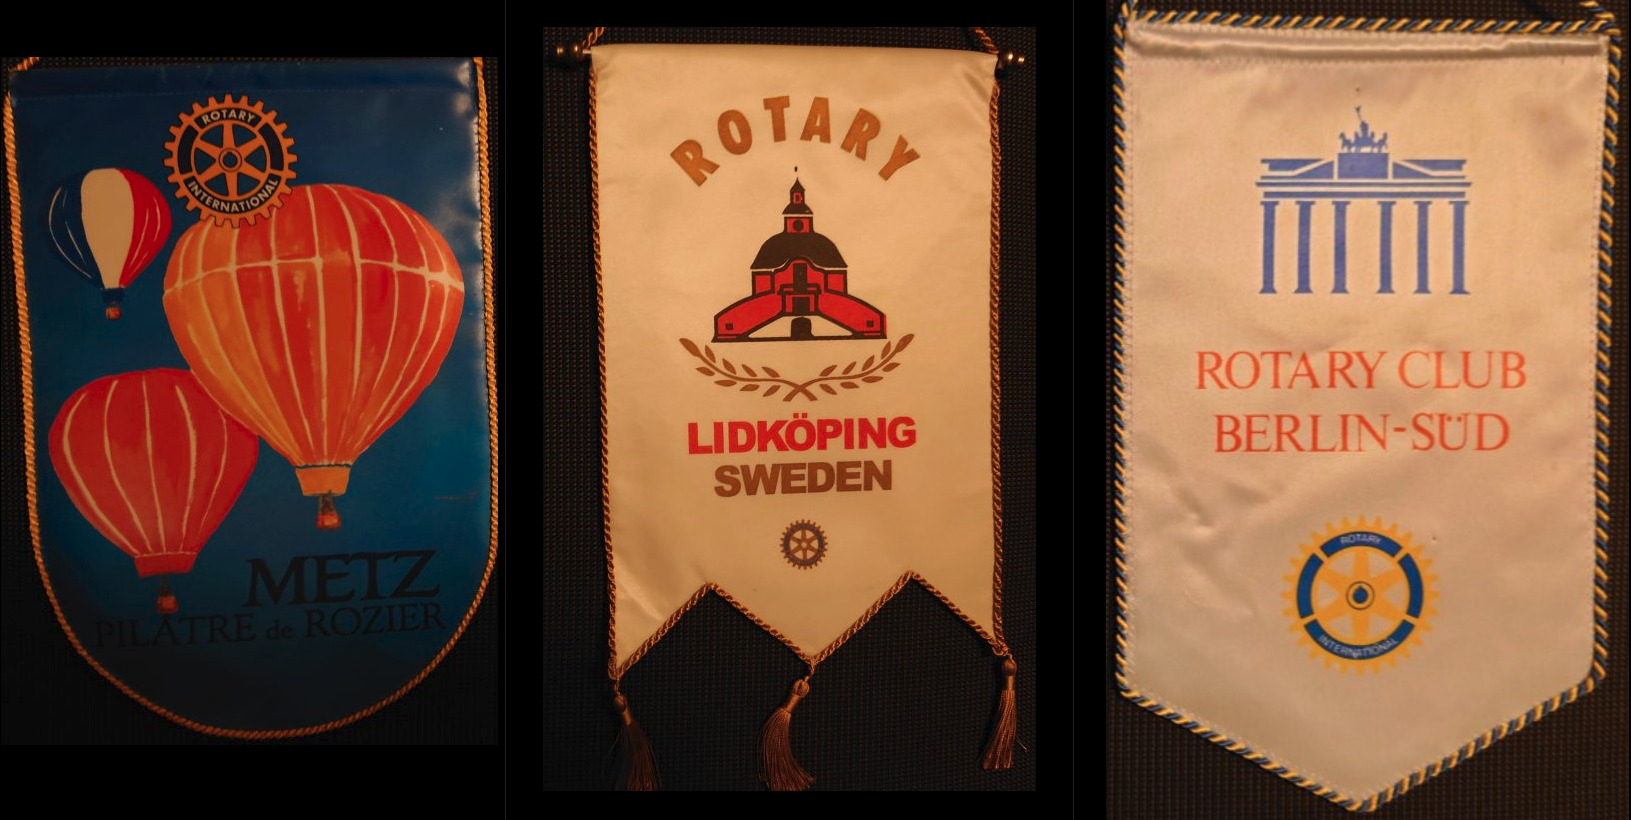 ROTARY
INTERNATIONAL
METZ
PILATRE de ROZIER
ROTARY
LIDKÖPING
SWEDEN
ROTARY CLUB
BERLIN-SÜD
ROTARY
INTERNATIONAL